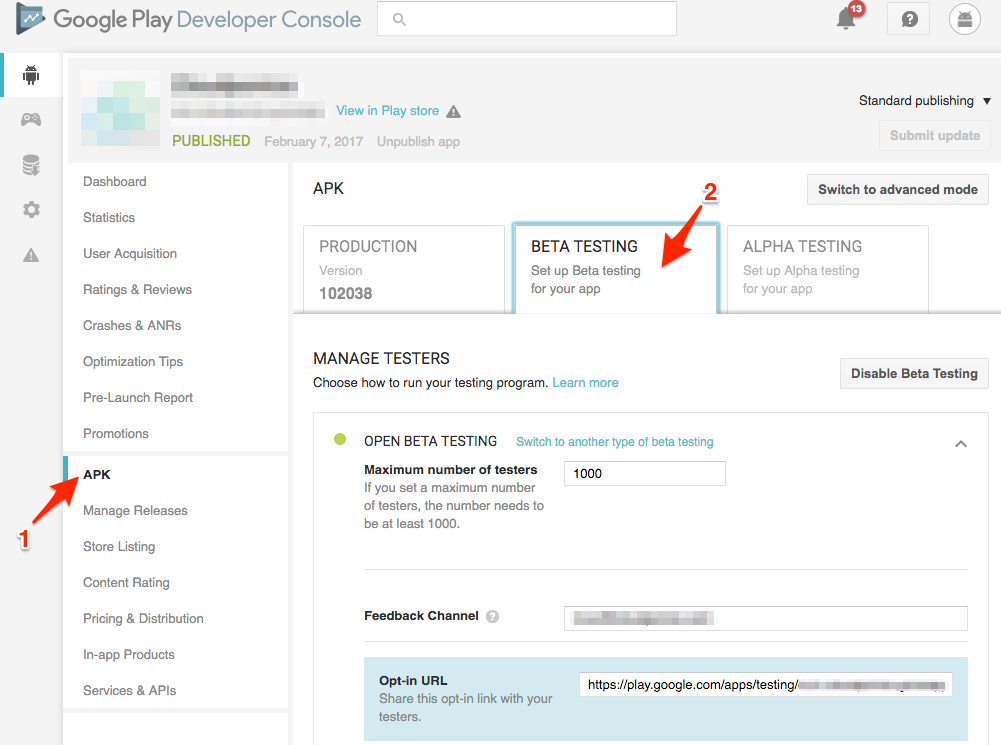 Google Play Developer Console
13
View in Play store
Standard publishing
PUBLISHED February 7, 2017 Unpublish app
Submit update
Dashboard
Statistics
User Acquisition
Ratings & Reviews
Crashes & ANRs
Optimization Tips
Pre-Launch Report
Promotions
APK
1
Manage Releases
Store Listing
Content Rating
Pricing & Distribution
In-app Products
Services & APIs
APK
2
Switch to advanced mode
PRODUCTION
Version
102038
BETA TESTING
Set up Beta testing
for your app
ALPHA TESTING
Set up Alpha testing
for your app
MANAGE TESTERS
Choose how to run your testing program. Learn more
Disable Beta Testing
OPEN BETA TESTING Switch to another type of beta testing
Maximum number of testers
1000
If you set a maximum number
of testers, the number needs to
be at least 1000.
Feedback Channel ?
Opt-in URL
https://play.google.com/apps/testing/
Share this opt-in link with your
testers.